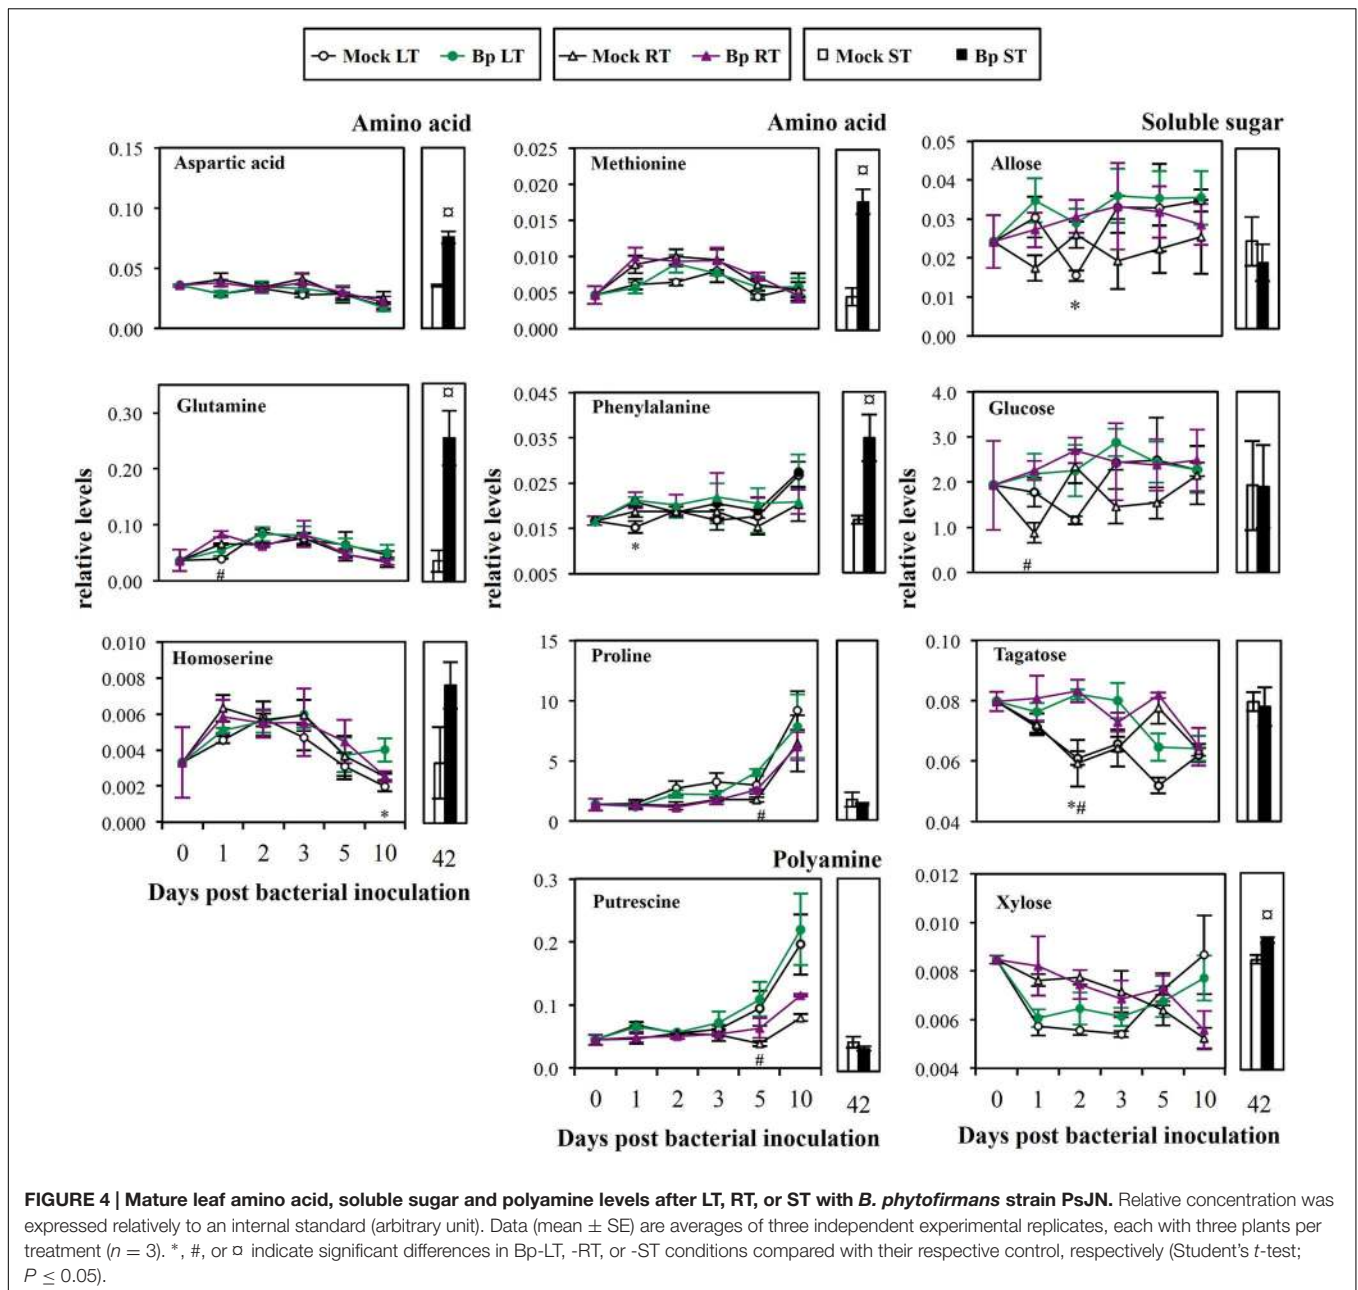 Mock LT Bp LT Mock RT Bp RT Mock ST Bp ST
Amino acid
Aspartic acid
0.15
0.10
0.05
0.00
¤
Amino acid
Methionine
0.025
0.020
0.015
0.010
0.005
0.000
¤
Soluble sugar
Allose
0.05
0.04
0.03
0.02
0.01
0.00
*
relative levels
Glutamine
0.30
0.20
0.10
0.00
#
¤
relative levels
Phenylalanine
0.045
0.035
0.025
0.015
0.005
*
¤
relative levels
Glucose
4.0
3.0
2.0
1.0
0.0
#
Homoserine
0.010
0.008
0.006
0.004
0.002
0.000
*
0 1 2 3 5 10 42
Days post bacterial inoculation
Proline
15
10
5
0
#
Tagatose
0.10
0.08
0.06
0.04
*#
Polyamine
Putrescine
0.3
0.2
0.1
0.0
#
0 1 2 3 5 10 42
Days post bacterial inoculation
Xylose
0.012
0.010
0.008
0.006
0.004
¤
0 1 2 3 5 10 42
Days post bacterial inoculation
FIGURE 4 | Mature leaf amino acid, soluble sugar and polyamine levels after LT, RT, or ST with B. phytofirmans strain PsJN. Relative concentration was
expressed relatively to an internal standard (arbitrary unit). Data (mean ± SE) are averages of three independent experimental replicates, each with three plants per
treatment (n = 3). *, #, or ¤ indicate significant differences in Bp-LT, -RT, or -ST conditions compared with their respective control, respectively (Student's t-test;
P ≤ 0.05).